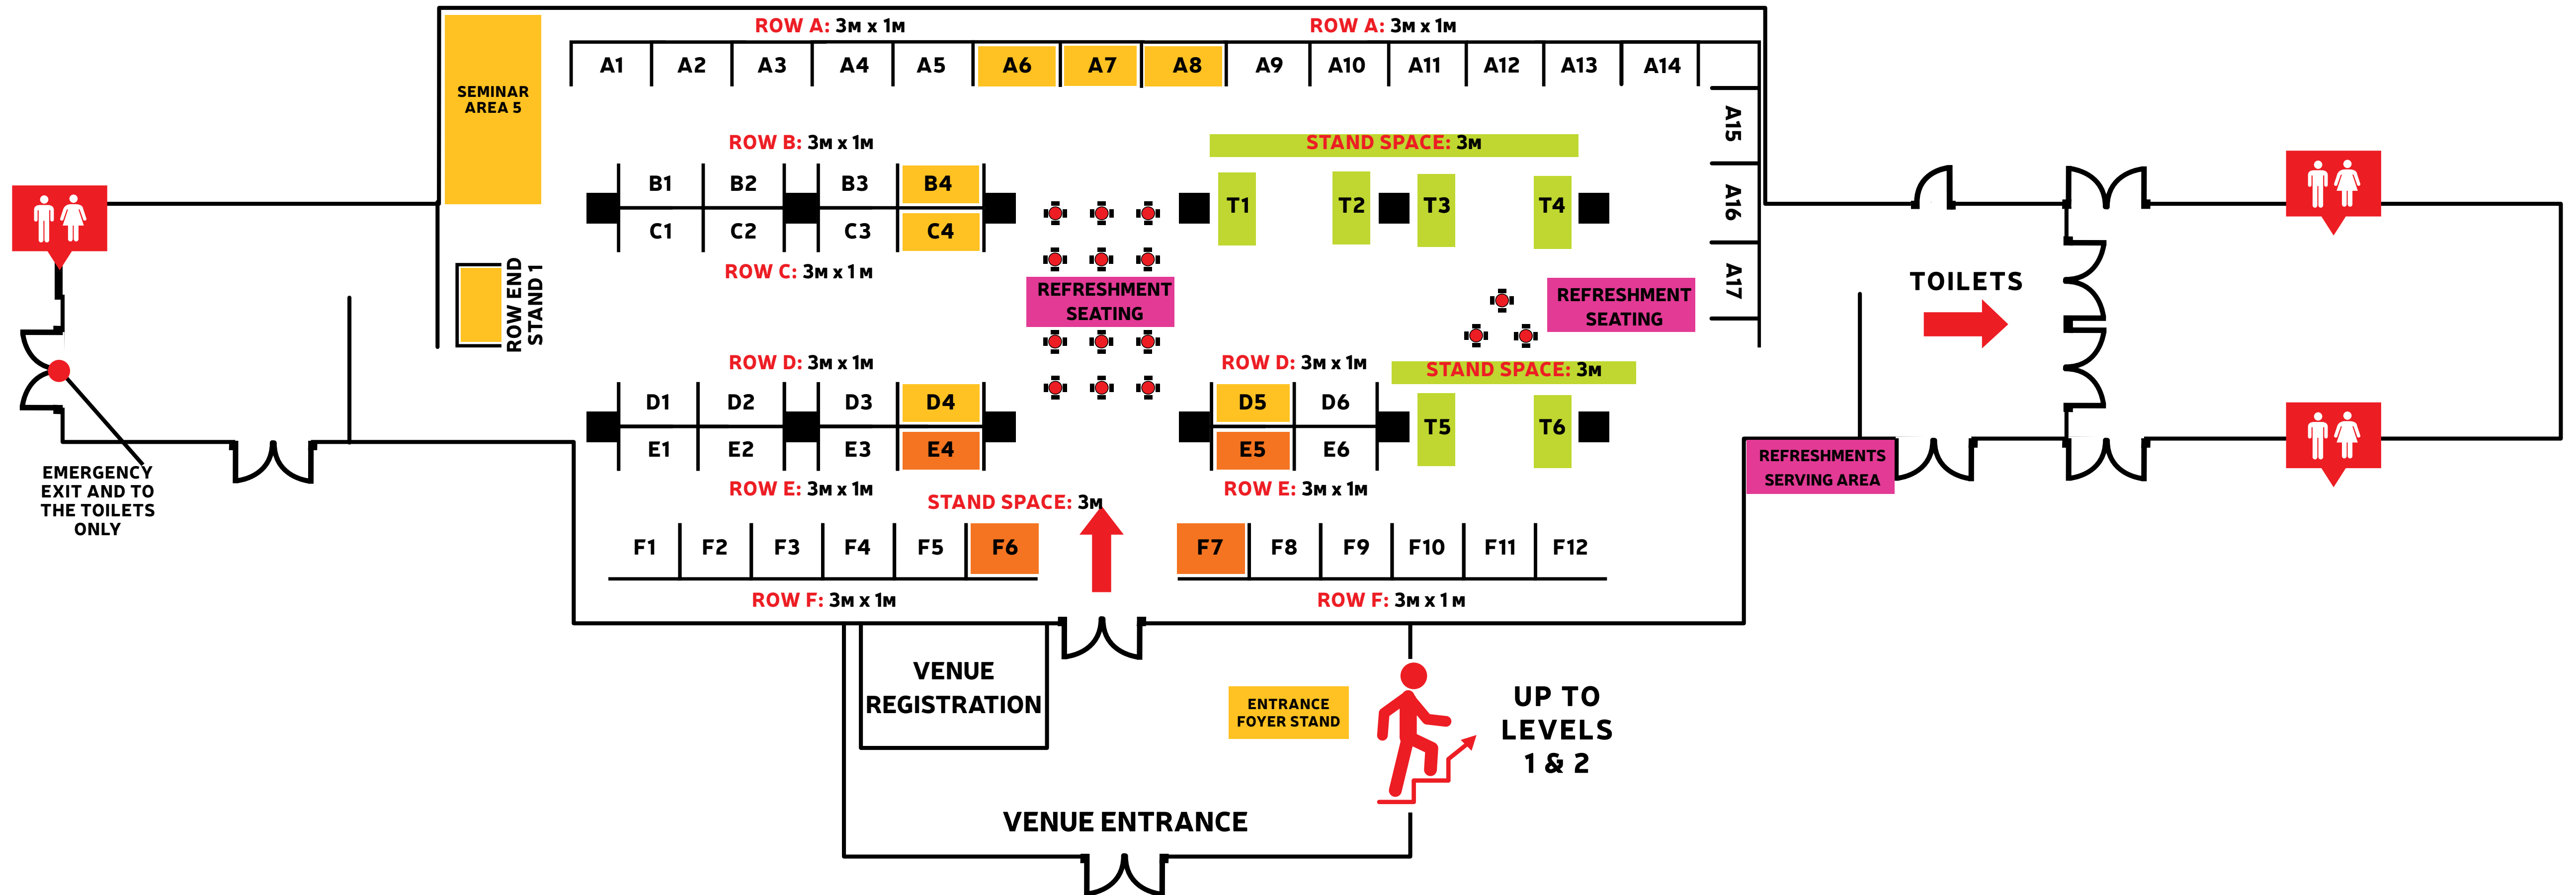 ROW A: 3M x 1M
ROW A: 3M x 1M
SEMINAR
AREA 5
A1 A2 A3 A4 A5 A6 A7 A8 A9 A10 A11 A12 A13 A14
A15
A16
A17
ROW B: 3M x 1M
STAND SPACE: 3M
B1 B2 B3 B4
C1 C2 C3 C4
T1 T2 T3 T4
ROW C: 3M x 1M
ROW END
STAND 1
REFRESHMENT
SEATING
REFRESHMENT
SEATING
TOILETS
ROW D: 3M x 1M
ROW D: 3M x 1M
STAND SPACE: 3M
D1 D2 D3 D4
D5 D6
E1 E2 E3 E4
E5 E6
T5 T6
ROW E: 3M x 1M
ROW E: 3M x 1M
EMERGENCY
EXIT AND TO
THE TOILETS
ONLY
REFRESHMENTS
SERVING AREA
STAND SPACE: 3M
F1 F2 F3 F4 F5 F6
F7 F8 F9 F10 F11 F12
ROW F: 3M x 1M
ROW F: 3M x 1M
VENUE
REGISTRATION
ENTRANCE
FOYER STAND
UP TO
LEVELS
1 & 2
VENUE ENTRANCE